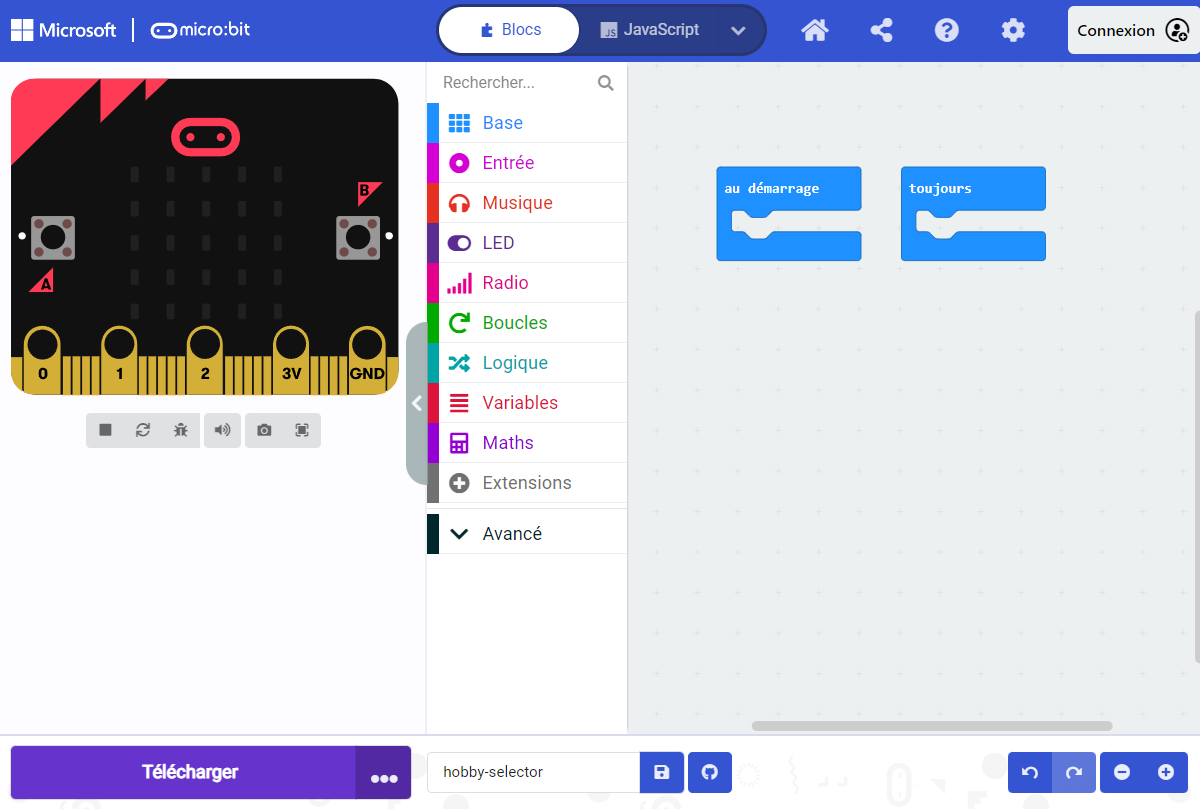 Microsoft micro:bit Blocs JavaScript Connexion
Rechercher...
Base
Entrée
Musique
LED
Radio
Boucles
Logique
Variables
Maths
Extensions
Avancé
B
A
0 1 2 3V GND
au démarrage toujours
Télécharger
hobby-selector